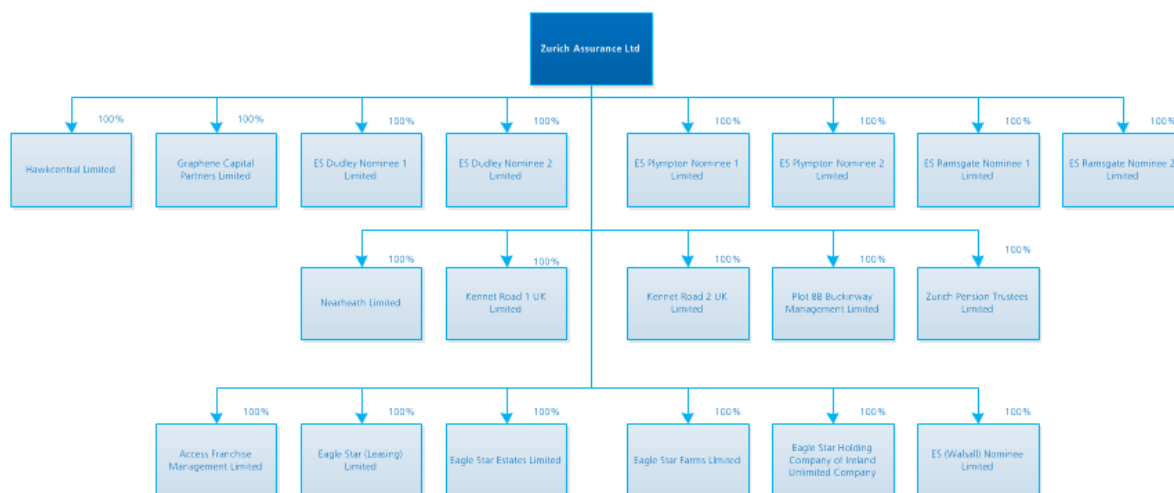 Zurich Assurance Ltd
100% 100% 100% 100% 100% 100% 100% 100%
Hawkcentral Limited
Graphene Capital
Partners Limited
ES Dudley Nominee 1
Limited
ES Dudley Nominee 2
Limited
ES Plympton Nominee 1
Limited
ES Plympton Nominee 2
Limited
ES Ramsgate Nominee 1
Limited
ES Ramsgate Nominee 2
Limited
100% 100% 100% 100% 100%
Nearheath Limited
Kennet Road 1 UK
Limited
Kennet Road 2 UK
Limited
Plot BB Buckinway
Management Limited
Zurich Pension Trustees
Limited
100% 100% 100% 100% 100% 100%
Access Franchise
Management Limited
Eagle Star (Leasing)
Limited
Eagle Star Estates Limited
Eagle Star Farms Limited
Eagle Star Holding
Company of Ireland
Unlimited Company
ES (Walsall) Nominee
Limited